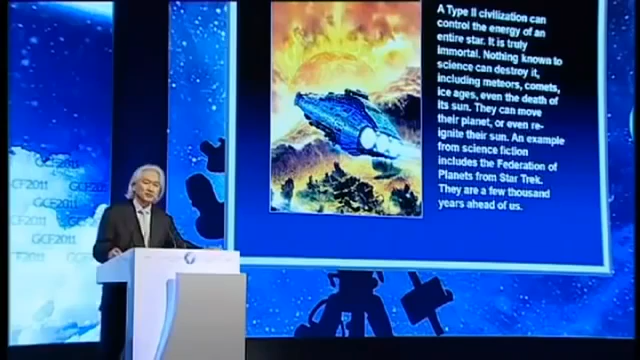 A Type II civilization can
control the energy of an
entire star. It is truly
Immortal. Nothing known to
science can destroy it,
including meteors, comets,
ice ages, even the death of
its sun. They can move
their planet, or even re-
ignite their sun. An example
from science fiction
includes the Federation of
Planets from Star Trek.
They are a few thousand
years ahead of us.
GCF2011
GCF2011